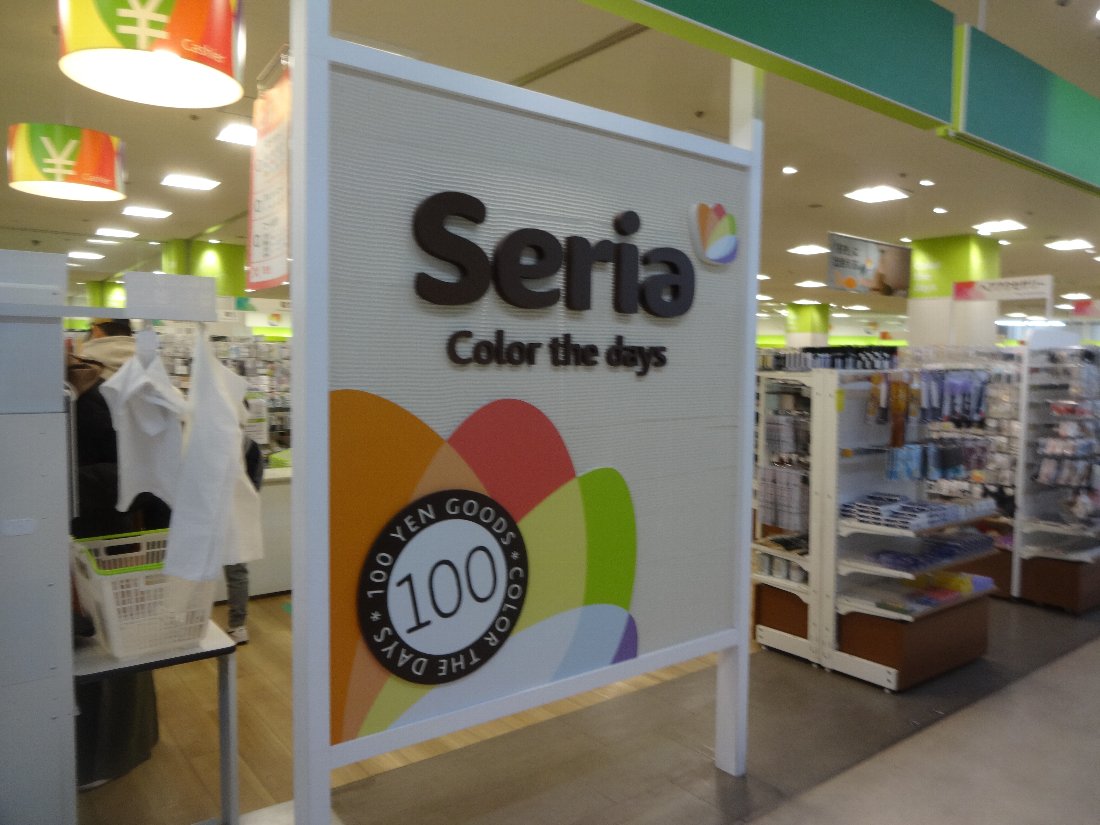 ¥
Cashier
¥
Cashier
Seria
Color the days
* 100 YEN GOODS * COLOR THE DAYS
100